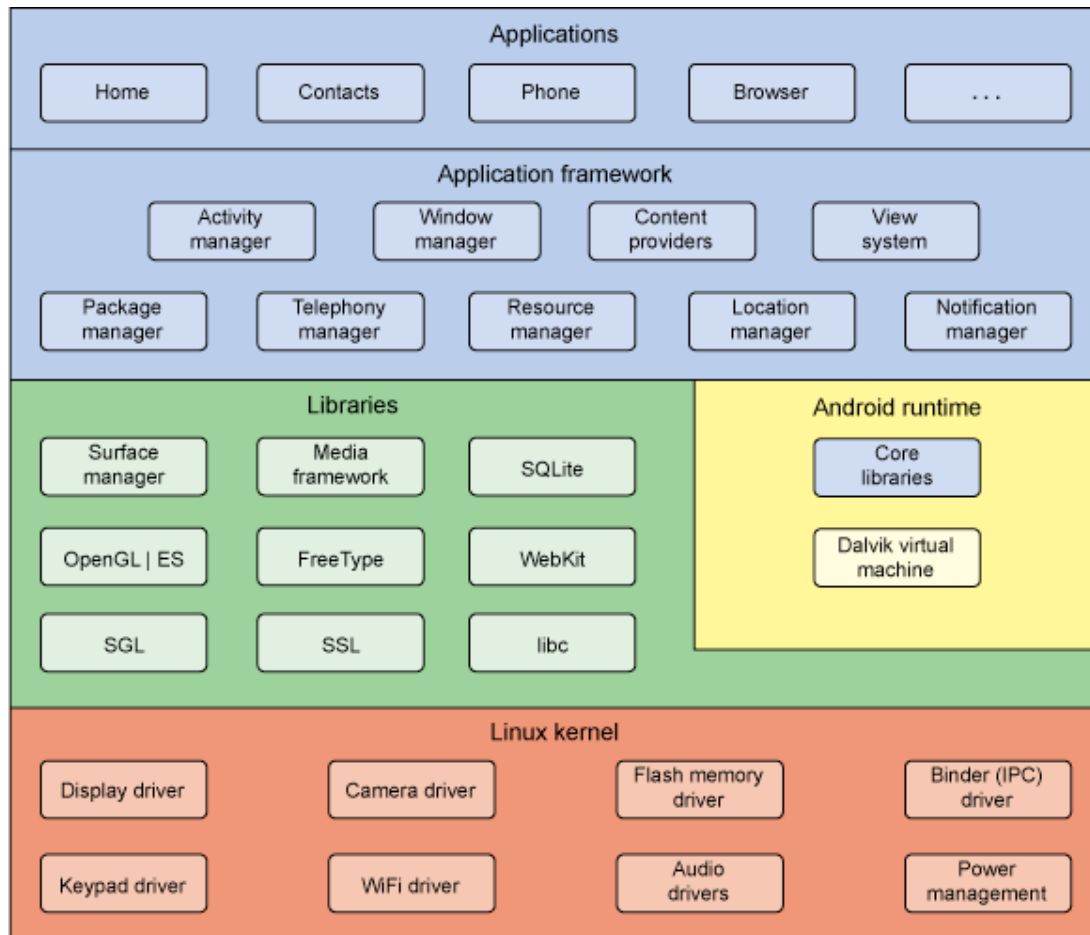 Applications
Home
Contacts
Phone
Browser
. . .
Application framework
Activity
manager
Window
manager
Content
providers
View
system
Package
manager
Telephony
manager
Resource
manager
Location
manager
Notification
manager
Libraries
Surface
manager
Media
framework
SQLite
OpenGL | ES
FreeType
WebKit
SGL
SSL
libc
Android runtime
Core
libraries
Dalvik virtual
machine
Linux kernel
Display driver
Camera driver
Flash memory
driver
Binder (IPC)
driver
Keypad driver
WiFi driver
Audio
drivers
Power
management